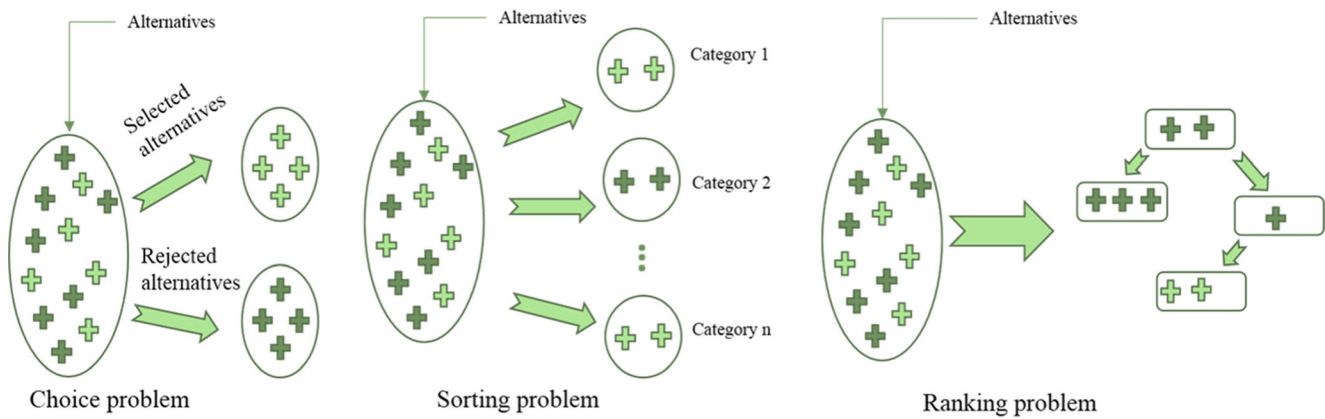 Alternatives
Selected
alternatives
Rejected
alternatives
Choice problem
Alternatives
Category 1
Category 2
Category n
Sorting problem
Alternatives
Ranking problem